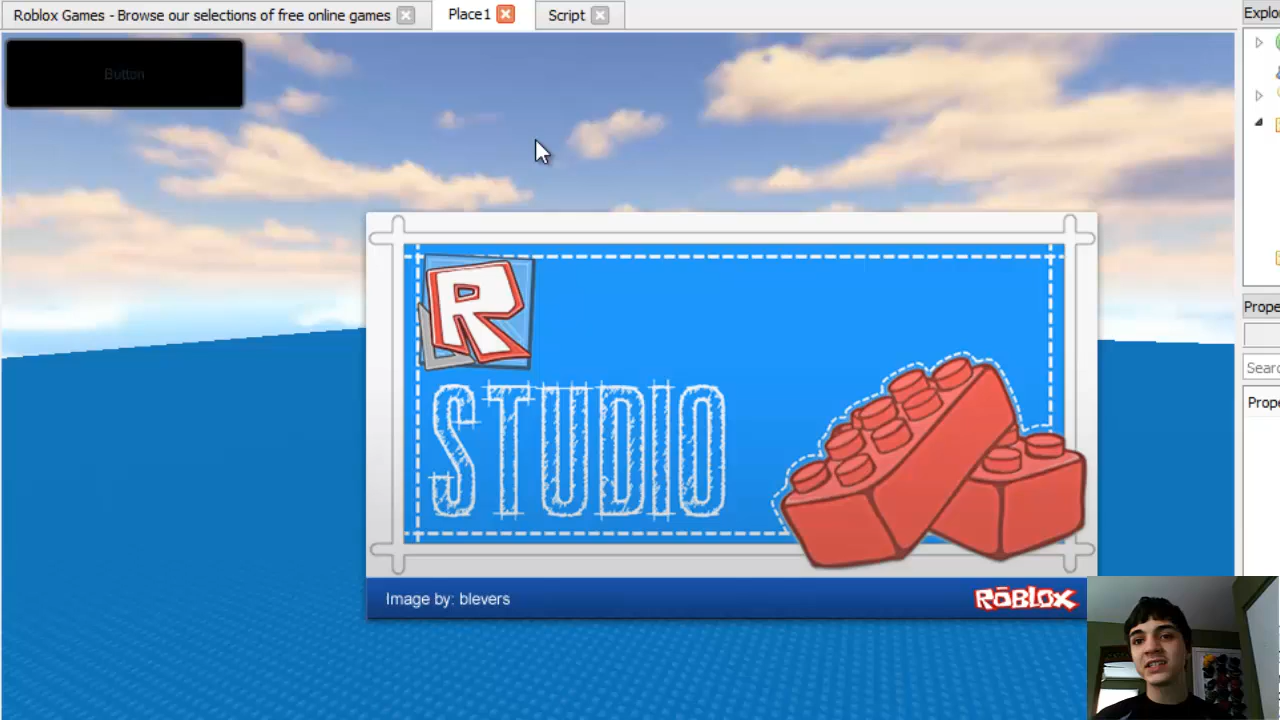 Roblox Games - Browse our selections of free online games
Place1
Script
Explo
Button
R
STUDIO
Prope
Searc
Prope
Image by: blevers
ROBLOX